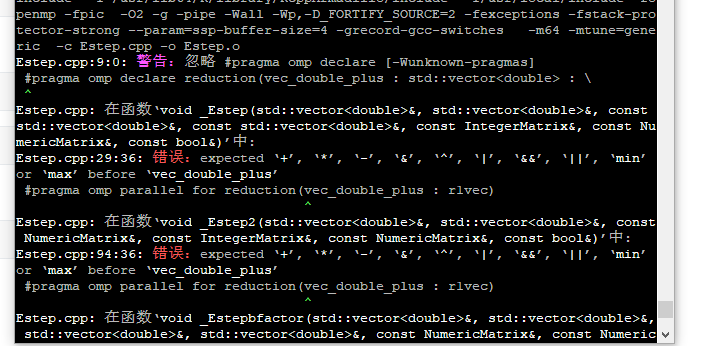 openmp -fpic  -O2 -g -pipe -Wall -Wp,-D_FORTIFY_SOURCE=2 -fexceptions -fstack-pro
tector-strong --param=ssp-buffer-size=4 -grecord-gcc-switches   -m64 -mtune=gene
ric  -c Estep.cpp -o Estep.o
Estep.cpp:9:0: 警告：忽略 #pragma omp declare [-Wunknown-pragmas]
 #pragma omp declare reduction(vec_double_plus : std::vector<double> : \
 ^
Estep.cpp: 在函数‘void _Estep(std::vector<double>&, std::vector<double>&, const
std::vector<double>&, const std::vector<double>&, const IntegerMatrix&, const Nu
mericMatrix&, const bool&)’中:
Estep.cpp:29:36: 错误：expected ‘+’, ‘*’, ‘-’, ‘&’, ‘^’, ‘|’, ‘&&’, ‘||’, ‘min’
or ‘max’ before ‘vec_double_plus’
 #pragma omp parallel for reduction(vec_double_plus : rlvec)
^
Estep.cpp: 在函数‘void _Estep2(std::vector<double>&, std::vector<double>&, const
 NumericMatrix&, const IntegerMatrix&, const NumericMatrix&, const bool&)’中:
Estep.cpp:94:36: 错误：expected ‘+’, ‘*’, ‘-’, ‘&’, ‘^’, ‘|’, ‘&&’, ‘||’, ‘min’
or ‘max’ before ‘vec_double_plus’
 #pragma omp parallel for reduction(vec_double_plus : rlvec)
^
Estep.cpp: 在函数‘void _Estepbfactor(std::vector<double>&, std::vector<double>&,
 std::vector<double>&, std::vector<double>&, const NumericMatrix&, const Numeric